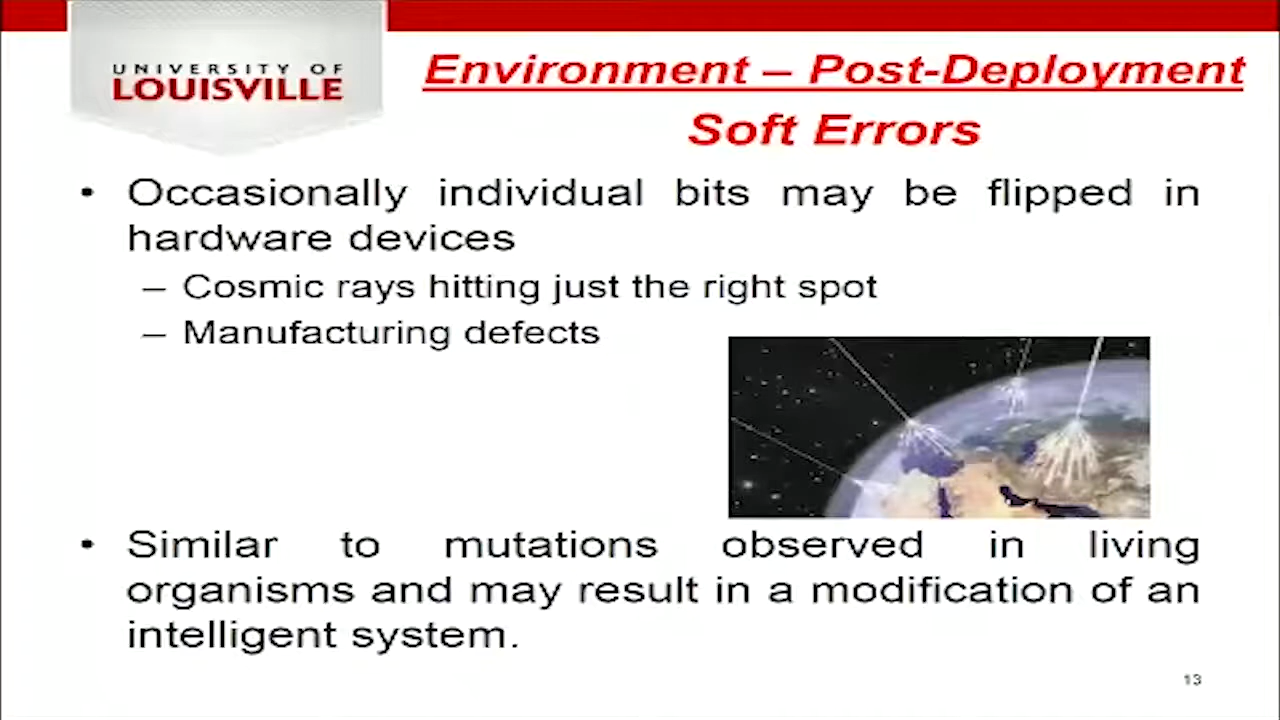 UNIVERSITY OF
LOUISVILLE
Environment – Post-Deployment
Soft Errors
• Occasionally individual bits may be flipped in
hardware devices
– Cosmic rays hitting just the right spot
– Manufacturing defects
• Similar to mutations observed in living
organisms and may result in a modification of an
intelligent system.
13